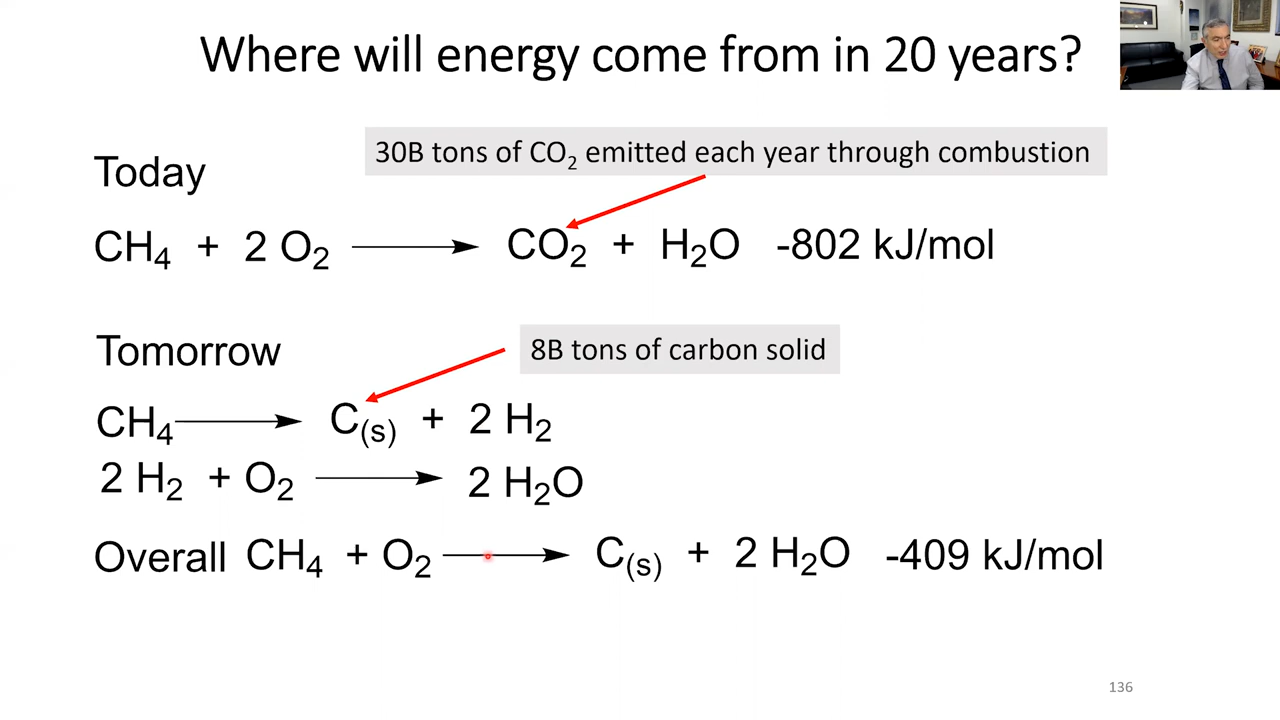 Where will energy come from in 20 years?
30B tons of CO₂ emitted each year through combustion
Today
CH₄ + 2 O₂ ⟶ CO₂ + H₂O -802 kJ/mol
Tomorrow
8B tons of carbon solid
CH₄ ⟶ C₍s₎ + 2 H₂
2 H₂ + O₂ ⟶ 2 H₂O
Overall CH₄ + O₂ ⟶ C₍s₎ + 2 H₂O -409 kJ/mol
136